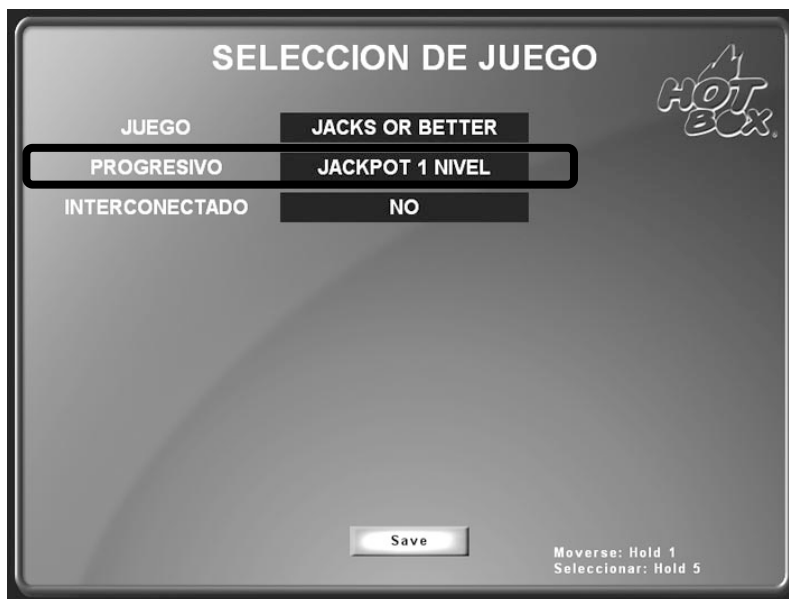 SELECCION DE JUEGO
HOT
BOX.
JUEGO JACKS OR BETTER
PROGRESIVO JACKPOT 1 NIVEL
INTERCONECTADO NO
Save
Moverse: Hold 1
Seleccionar: Hold 5